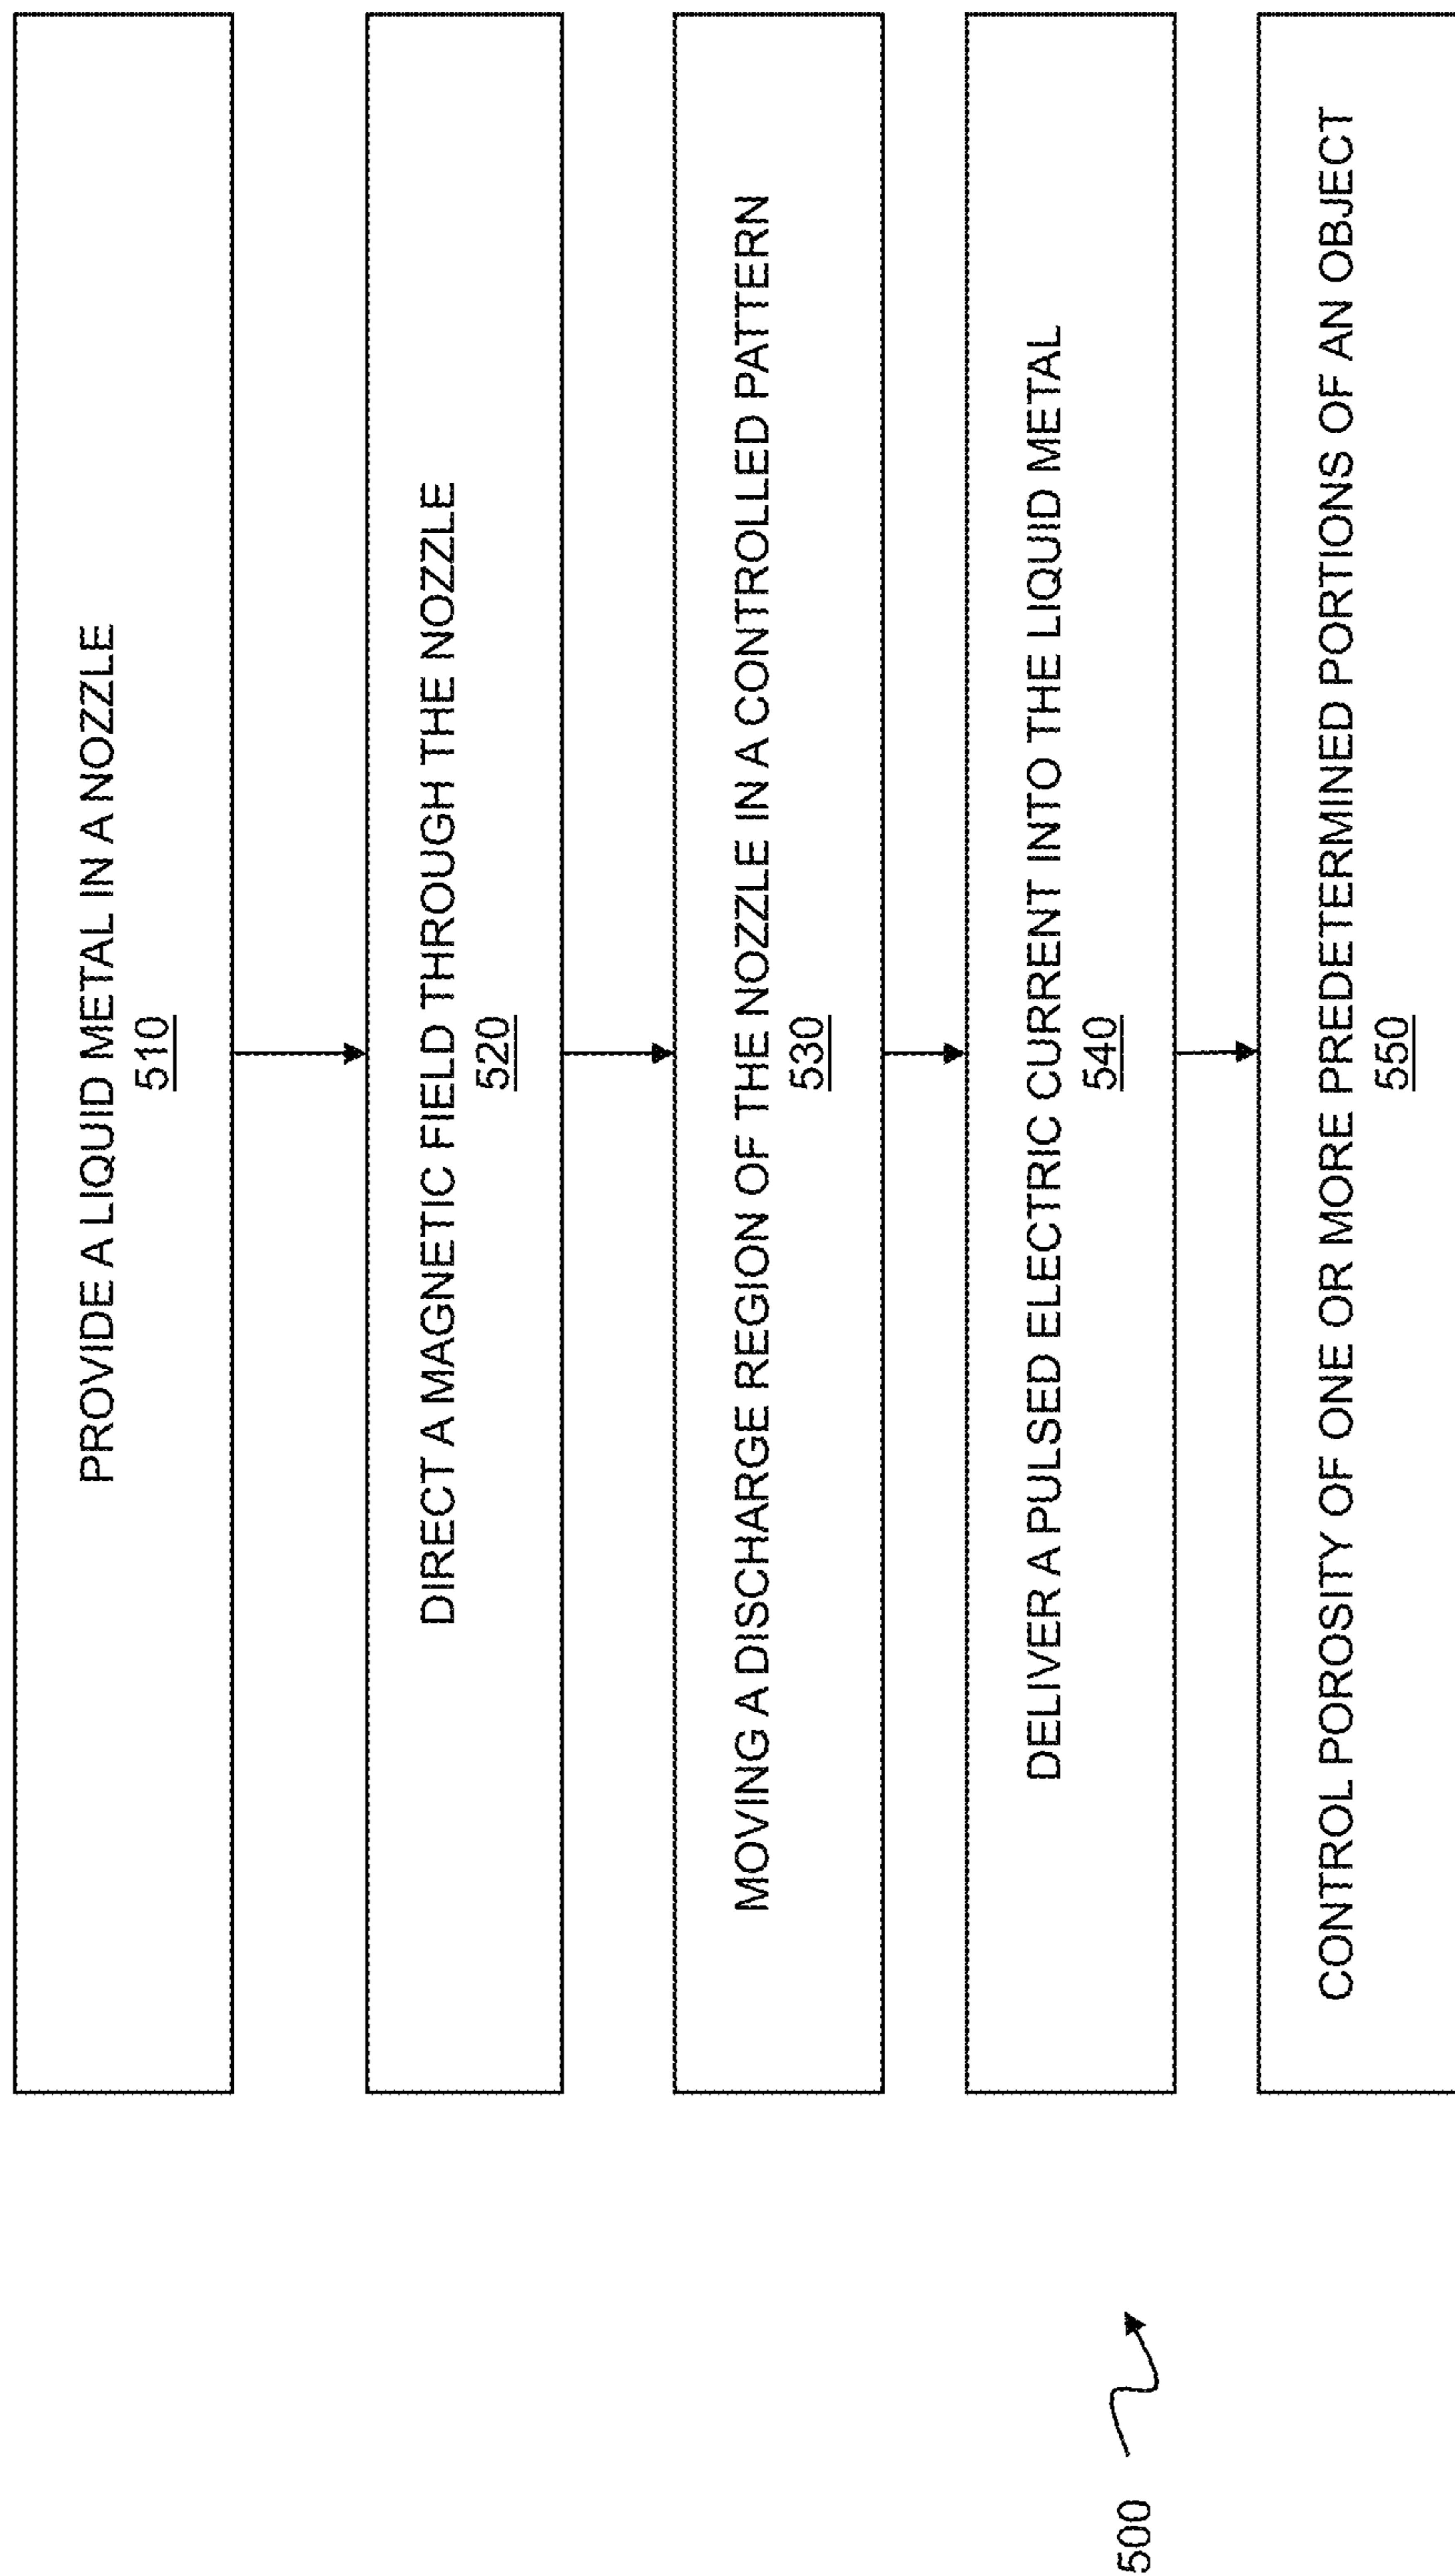 PROVIDE A LIQUID METAL IN A NOZZLE
510
DIRECT A MAGNETIC FIELD THROUGH THE NOZZLE
520
MOVING A DISCHARGE REGION OF THE NOZZLE IN A CONTROLLED PATTERN
530
DELIVER A PULSED ELECTRIC CURRENT INTO THE LIQUID METAL
540
CONTROL POROSITY OF ONE OR MORE PREDETERMINED PORTIONS OF AN OBJECT
550
500